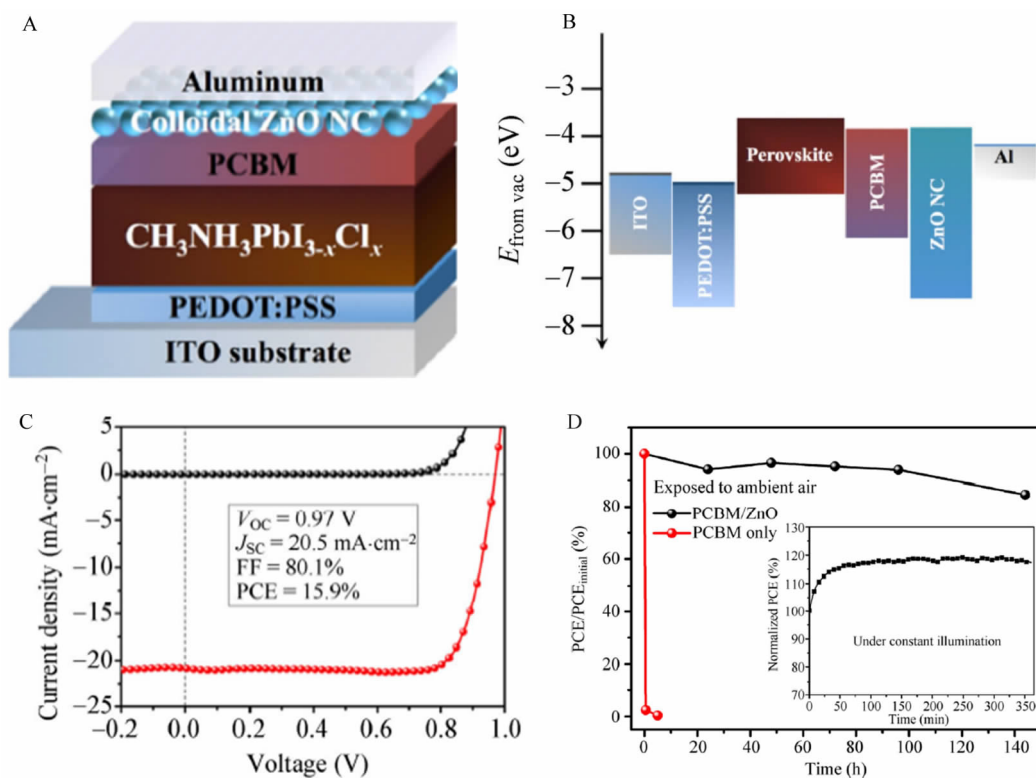 A
Aluminum
Colloidal ZnO NC
PCBM
CH₃NH₃PbI₃₋ₓClₓ
PEDOT:PSS
ITO substrate
B
E from vac (eV)
–3
–4
–5
–6
–7
–8
ITO
PEDOT:PSS
Perovskite
PCBM
ZnO NC
Al
C
Current density (mA·cm⁻²)
5
0
–5
–10
–15
–20
–25
V_OC = 0.97 V
J_SC = 20.5 mA·cm⁻²
FF = 80.1%
PCE = 15.9%
–0.2 0.0 0.2 0.4 0.6 0.8 1.0
Voltage (V)
D
PCE/PCE_initial (%)
100
80
60
40
20
0
Exposed to ambient air
PCBM/ZnO
PCBM only
Normalized PCE (%)
130
120
110
100
90
80
70
Under constant illumination
0 50 100 150 200 250 300 350
Time (min)
0 20 40 60 80 100 120 140
Time (h)